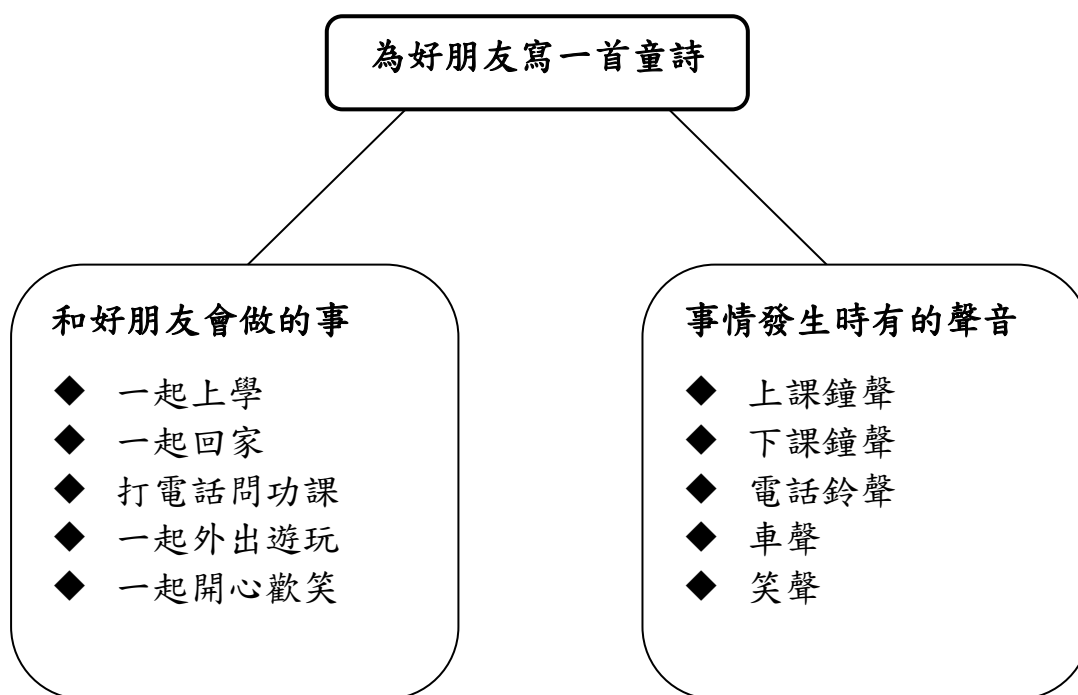 為好朋友寫一首童詩
和好朋友會做的事
◆ 一起上學
◆ 一起回家
◆ 打電話問功課
◆ 一起外出遊玩
◆ 一起開心歡笑
事情發生時有的聲音
◆ 上課鐘聲
◆ 下課鐘聲
◆ 電話鈴聲
◆ 車聲
◆ 笑聲